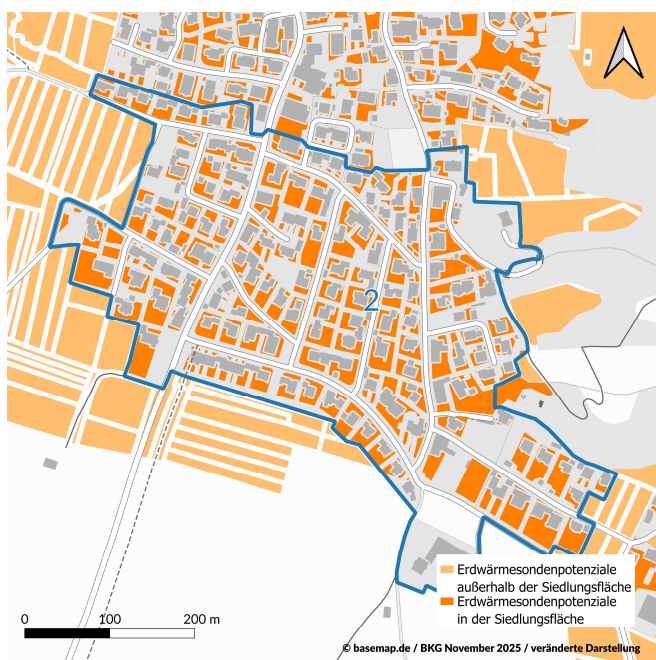 2
Erdwärmesondenpotenziale
außerhalb der Siedlungsfläche
Erdwärmesondenpotenziale
in der Siedlungsfläche
0 100 200 m
© basemap.de / BKG November 2025 / veränderte Darstellung